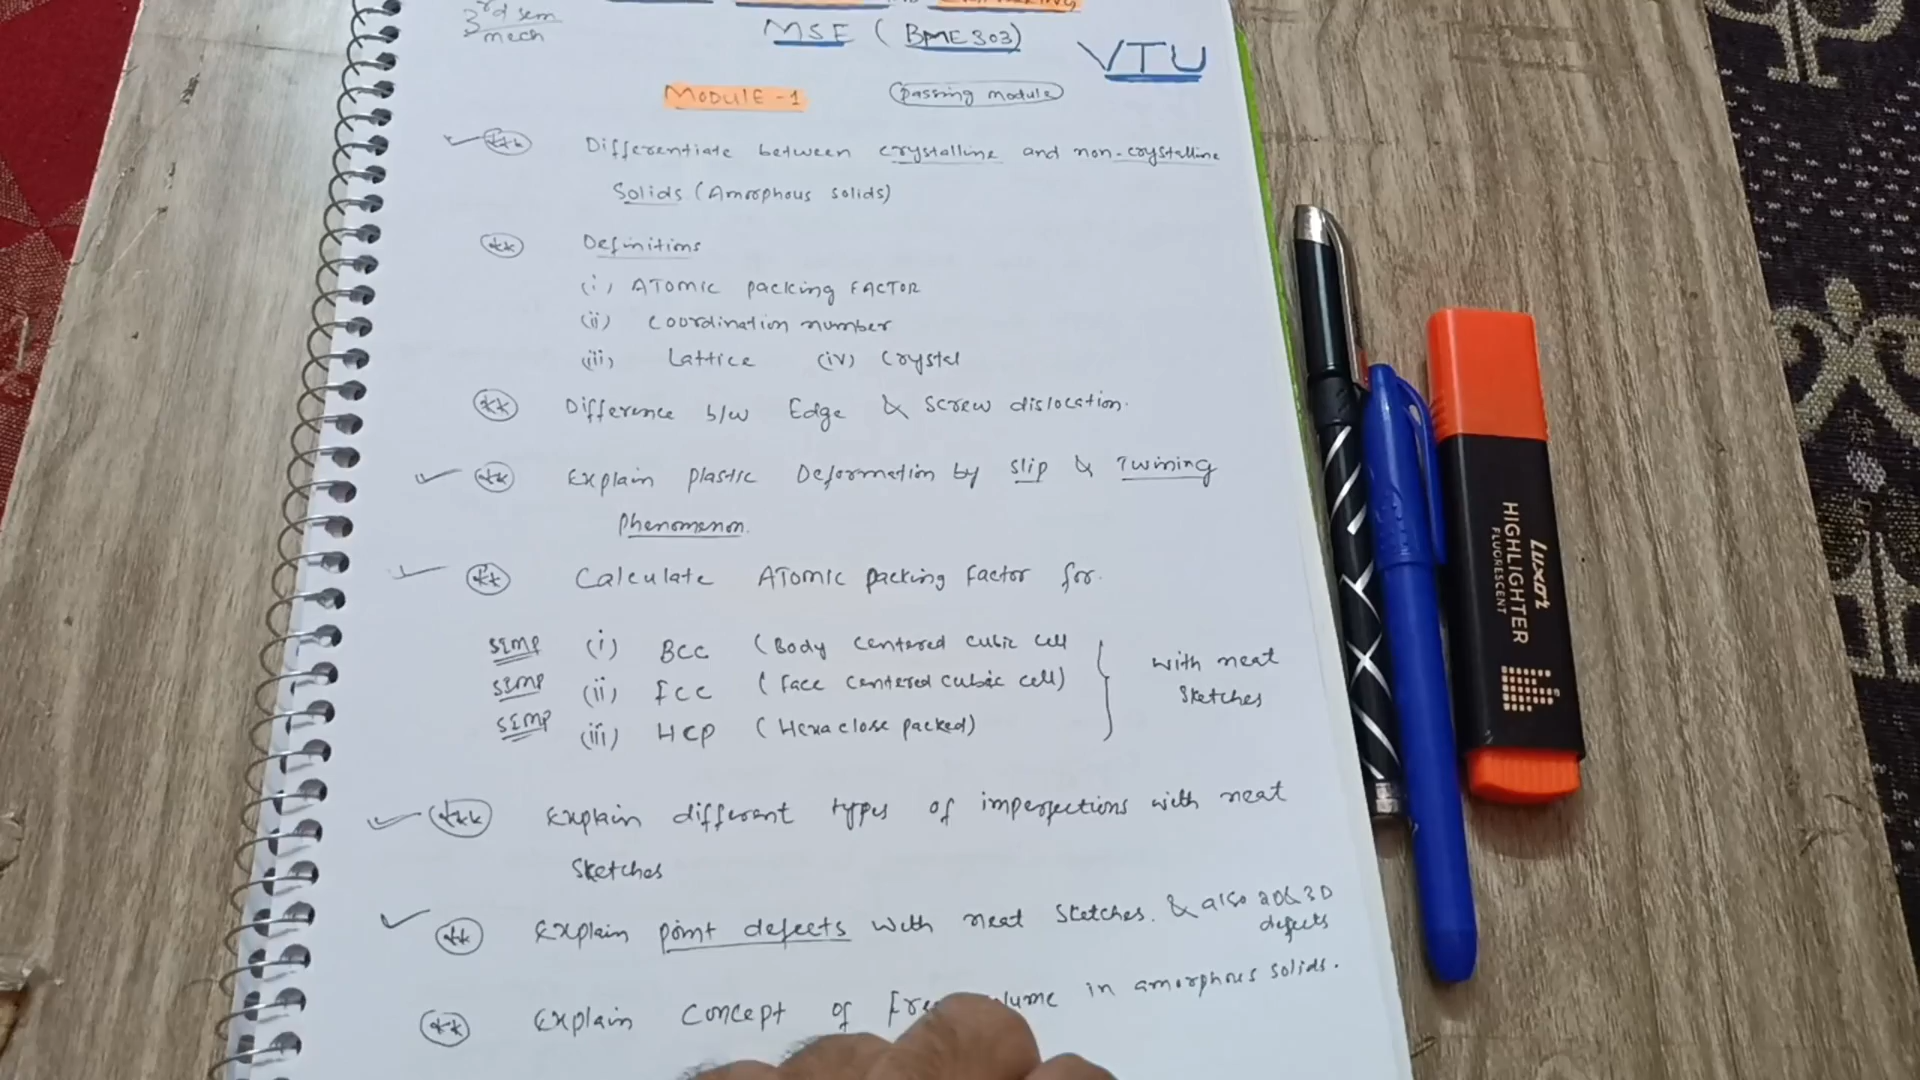 3rd sem
mech
MSE (BME303)
VTU
MODULE-1
passing module
Differentiate between crystalline and non-crystalline
Solids (Amorphous solids)
Definitions
(i) ATOMIC packing FACTOR
(ii) coordination number
(iii) Lattice (iv) Crystal
Difference b/w Edge & Screw dislocation.
Explain plastic Deformation by slip & Twining
phenomenon.
Calculate ATOMIC packing Factor for.
SIMP (i) BCC (Body centered cubic cell
SIMP (ii) FCC (Face centered cubic cell)
SIMP (iii) HCP (Hexa close packed)
with neat
sketches
Explain different types of imperfections with neat
sketches
Explain point defects with neat sketches. & also 2D& 3D
defects
Explain concept of in amorphous solids.
Luxor
HIGHLIGHTER
FLUORESCENT